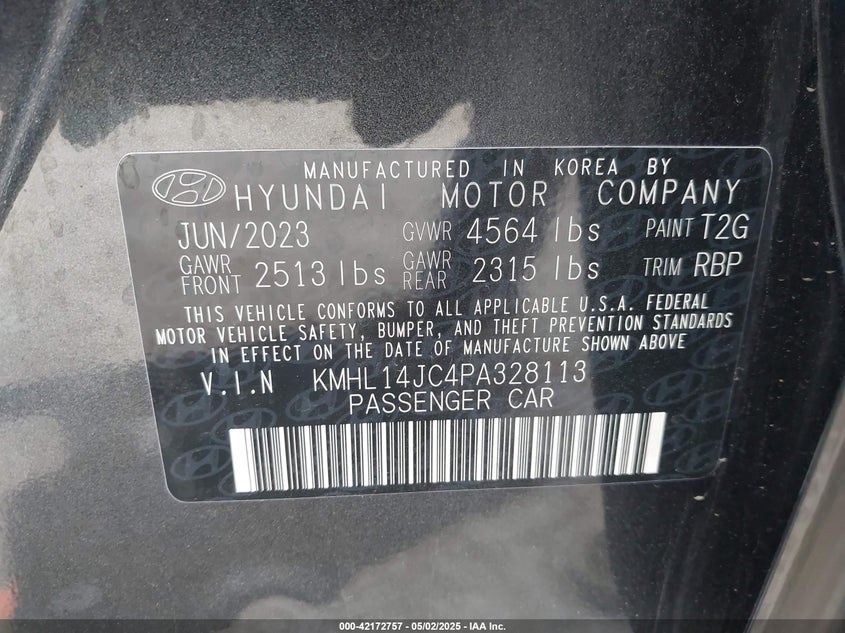 MANUFACTURED IN KOREA BY
HYUNDAI MOTOR COMPANY
JUN/2023 GVWR 4564 lbs PAINT T2G
GAWR FRONT 2513 lbs GAWR REAR 2315 lbs TRIM RBP
THIS VEHICLE CONFORMS TO ALL APPLICABLE U.S.A. FEDERAL
MOTOR VEHICLE SAFETY, BUMPER, AND THEFT PREVENTION STANDARDS
IN EFFECT ON THE DATE OF MANUFACTURE SHOWN ABOVE
V.I.N KMHL14JC4PA328113
PASSENGER CAR
000-42172757 - 05/02/2025 - IAA Inc.